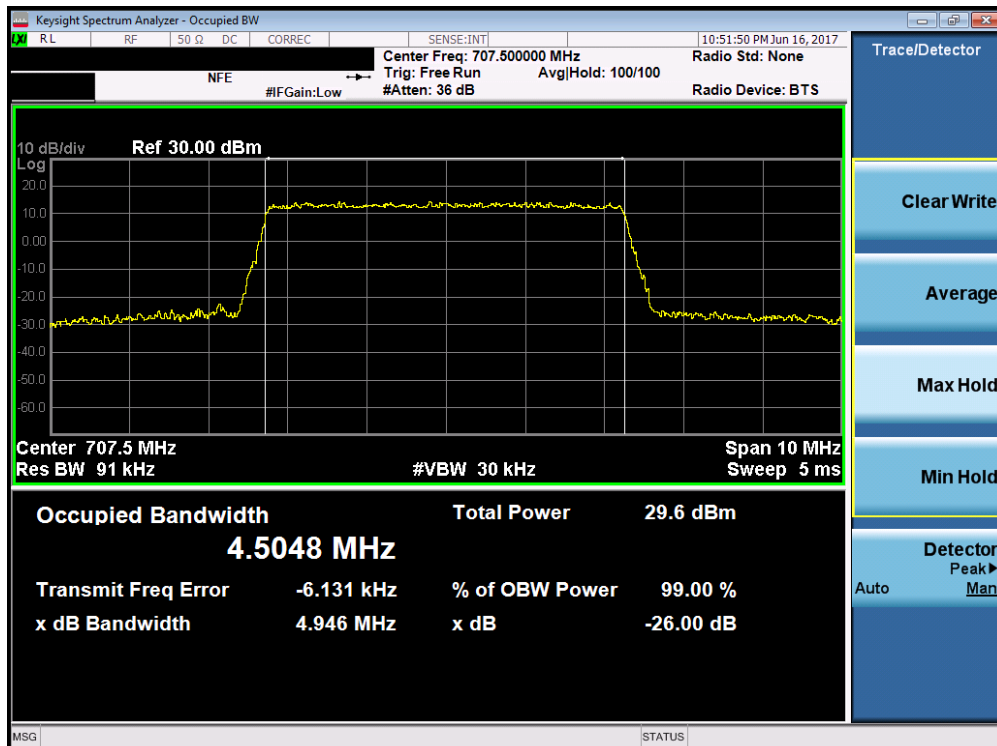 Keysight Spectrum Analyzer - Occupied BW
LXI RL RF 50 Ω DC CORREC SENSE:INT 10:51:50 PM Jun 16, 2017
Center Freq: 707.500000 MHz Radio Std: None
NFE Trig: Free Run Avg|Hold: 100/100
#IFGain:Low #Atten: 36 dB Radio Device: BTS
10 dB/div Ref 30.00 dBm
Log
20.0
10.0
0.00
-10.0
-20.0
-30.0
-40.0
-50.0
-60.0
Center 707.5 MHz Span 10 MHz
Res BW 91 kHz #VBW 30 kHz Sweep 5 ms
Occupied Bandwidth Total Power 29.6 dBm
4.5048 MHz
Transmit Freq Error -6.131 kHz % of OBW Power 99.00 %
x dB Bandwidth 4.946 MHz x dB -26.00 dB
MSG STATUS
Trace/Detector
Clear Write
Average
Max Hold
Min Hold
Detector
Peak▶
Auto Man